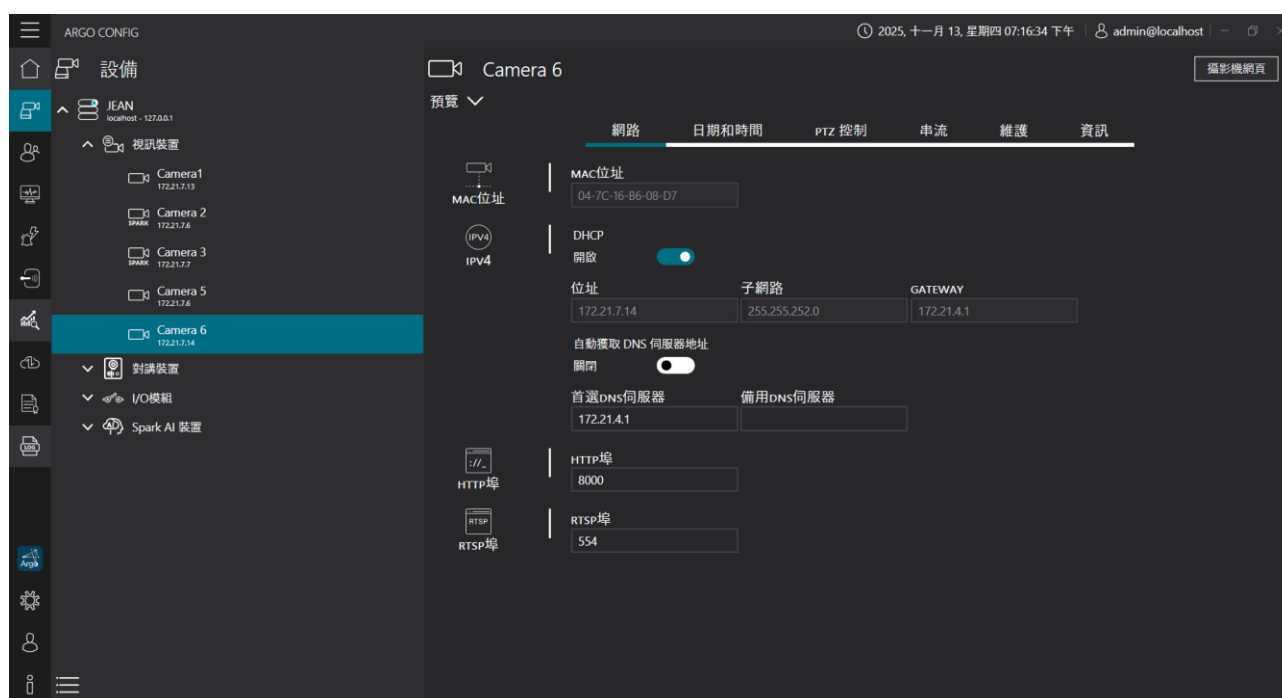 ARGO CONFIG
2025, 十一月 13, 星期四 07:16:34 下午
admin@localhost
設備
JEAN
localhost - 127.0.0.1
視訊裝置
Camera1
172.21.7.13
Camera 2
SPARK 172.21.7.6
Camera 3
SPARK 172.21.7.7
Camera 5
172.21.7.6
Camera 6
172.21.7.14
對講裝置
I/O模組
Spark AI 裝置
LOG
Argo
Camera 6
攝影機網頁
預覽
網路 日期和時間 PTZ 控制 串流 維護 資訊
MAC位址
MAC位址
04-7C-16-B6-08-D7
IPV4
IPV4
DHCP
開啟
位址 子網路 GATEWAY
172.21.7.14 255.255.252.0 172.21.4.1
自動獲取 DNS 伺服器地址
關閉
首選DNS伺服器 備用DNS伺服器
172.21.4.1
://_
HTTP埠
HTTP埠
8000
RTSP
RTSP埠
RTSP埠
554